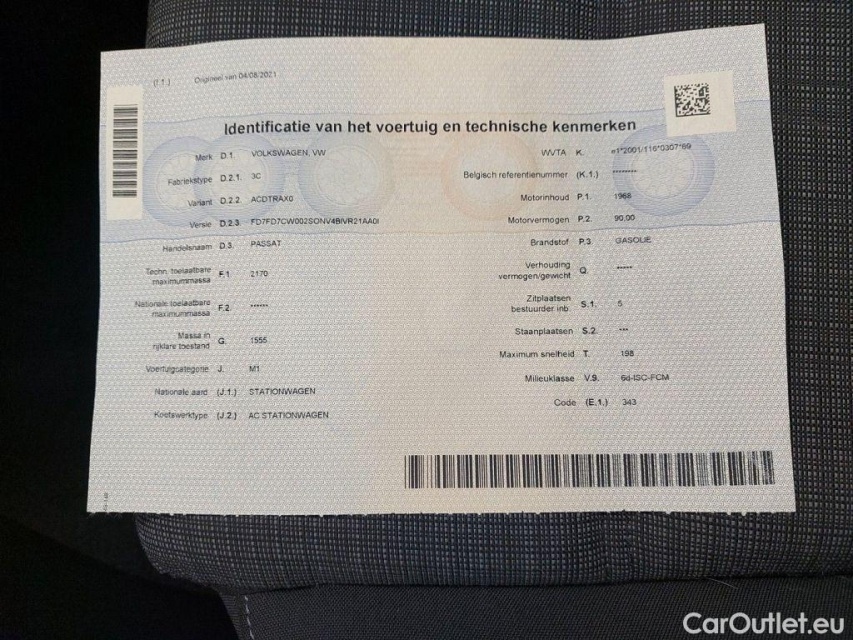 (I.1.) Origineel van 04/08/2021
Identificatie van het voertuig en technische kenmerken
Merk D.1. VOLKSWAGEN, VW
Fabriekstype D.2.1. 3C
Variant D.2.2. ACDTRAX0
Versie D.2.3. FD7FD7CW002SONV4BIVR21AA0I
Handelsnaam D.3. PASSAT
Techn. toelaatbare
maximummassa F.1 2170
Nationale toelaatbare
maximummassa F.2. ******
Massa in
rijklare toestand G. 1555
Voertuigcategorie J. M1
Nationale aard (J.1.) STATIONWAGEN
Koetswerktype (J.2.) AC STATIONWAGEN
WVTA K. e1*2001/116*0307*69
Belgisch referentienummer (K.1.) ********
Motorinhoud P.1. 1968
Motorvermogen P.2. 90,00
Brandstof P.3. GASOLIE
Verhouding
vermogen/gewicht Q. *****
Zitplaatsen
bestuurder inb. S.1. 5
Staanplaatsen S.2. ***
Maximum snelheid T. 198
Milieuklasse V.9. 6d-ISC-FCM
Code (E.1.) 343
CarOutlet.eu